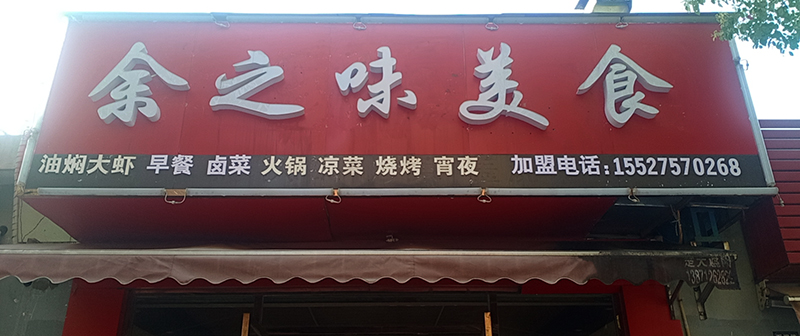 余之味美食
油焖大虾 早餐 卤菜 火锅 凉菜 烧烤 宵夜 加盟电话:15527570268